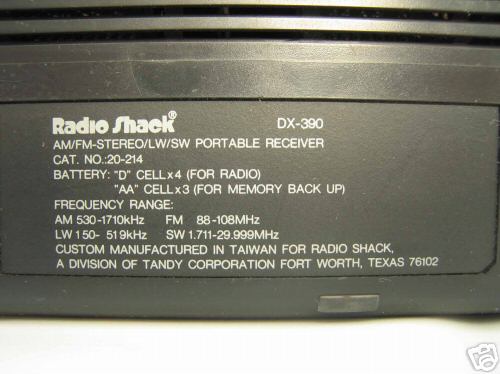 Radio Shack® DX-390
AM/FM-STEREO/LW/SW PORTABLE RECEIVER
CAT. NO.:20-214
BATTERY: "D" CELL x 4 (FOR RADIO)
"AA" CELL x 3 (FOR MEMORY BACK UP)
FREQUENCY RANGE:
AM 530-1710kHz FM 88-108MHz
LW 150- 519kHz SW 1.711-29.999MHz
CUSTOM MANUFACTURED IN TAIWAN FOR RADIO SHACK,
A DIVISION OF TANDY CORPORATION FORT WORTH, TEXAS 76102